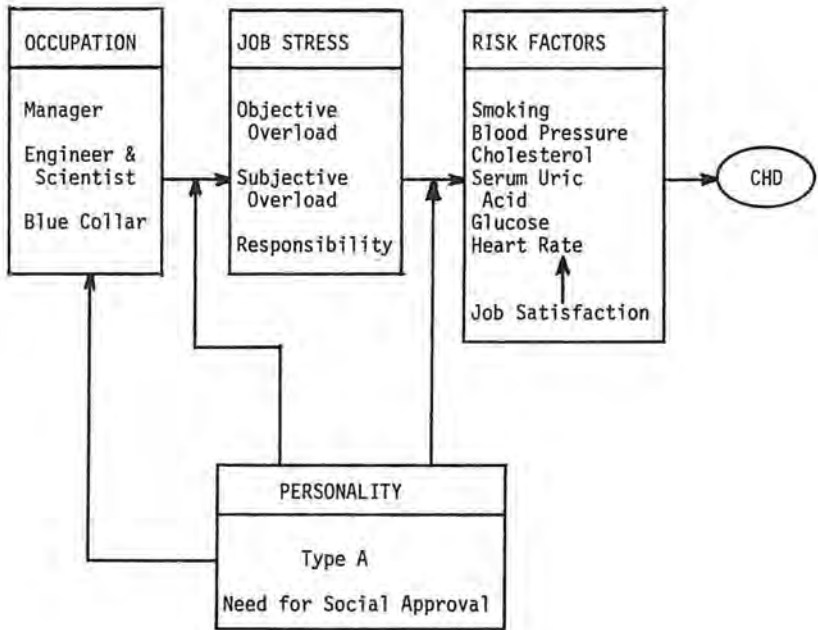 OCCUPATION
Manager
Engineer &
Scientist
Blue Collar
JOB STRESS
Objective
Overload
Subjective
Overload
Responsibility
RISK FACTORS
Smoking
Blood Pressure
Cholesterol
Serum Uric
Acid
Glucose
Heart Rate
Job Satisfaction
CHD
PERSONALITY
Type A
Need for Social Approval